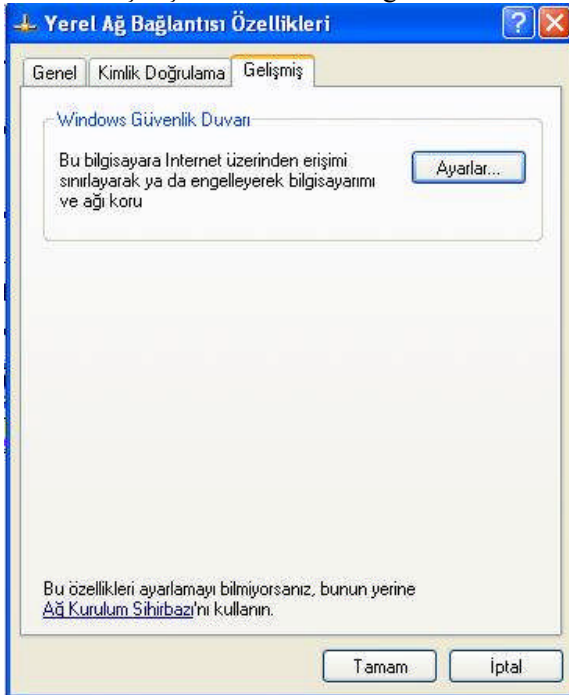 Yerel Ağ Bağlantısı Özellikleri
Genel Kimlik Doğrulama Gelişmiş
Windows Güvenlik Duvarı
Bu bilgisayara Internet üzerinden erişimi
sınırlayarak ya da engelleyerek bilgisayarımı
ve ağı koru
Ayarlar...
Bu özellikleri ayarlamayı bilmiyorsanız, bunun yerine
Ağ Kurulum Sihirbazı'nı kullanın.
Tamam İptal